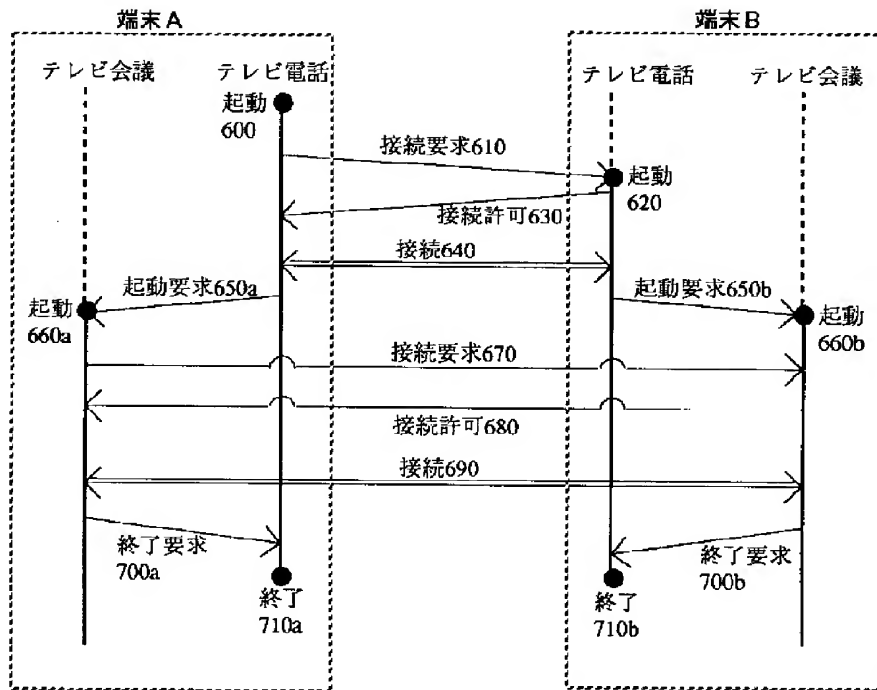 端末A
端末B
テレビ会議
テレビ電話
テレビ電話
テレビ会議
起動
600
接続要求610
起動
620
接続許可630
接続640
起動要求650a
起動要求650b
起動
660a
起動
660b
接続要求670
接続許可680
接続690
終了要求
700a
終了要求
700b
終了
710a
終了
710b